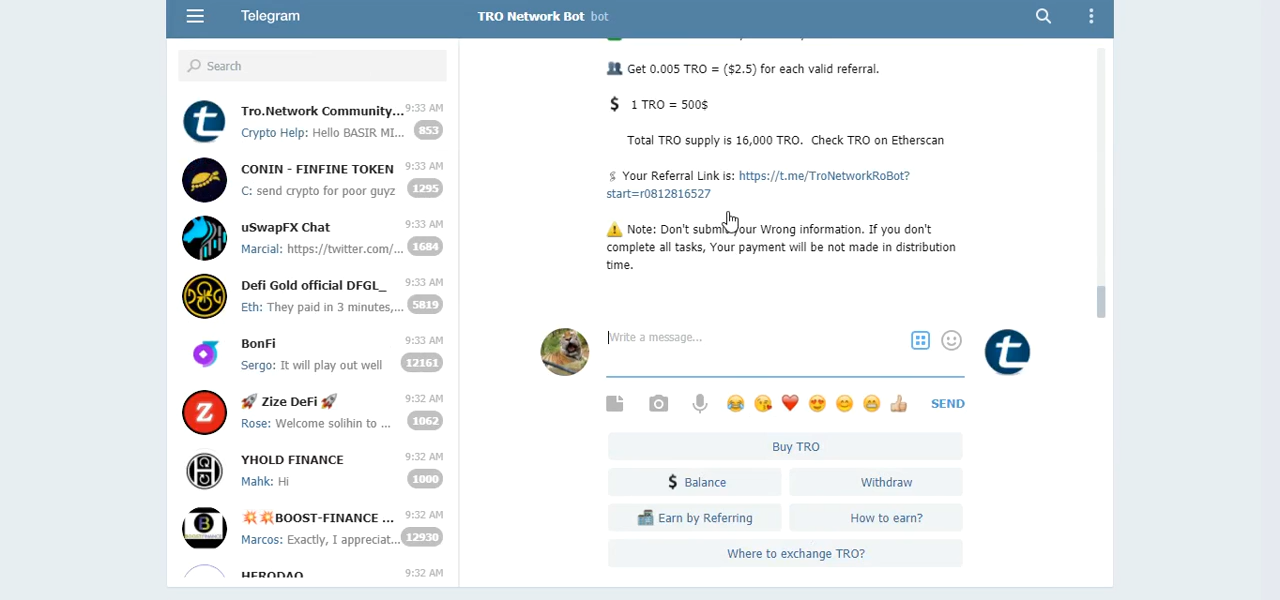 Telegram
TRO Network Bot bot
Search
Tro.Network Community... 9:33 AM
Crypto Help: Hello BASIR MI... 853
CONIN - FINFINE TOKEN 9:33 AM
C: send crypto for poor guyz 1295
uSwapFX Chat 9:33 AM
Marcial: https://twitter.com/... 1684
Defi Gold official DFGL_ 9:33 AM
Eth: They paid in 3 minutes,... 5819
BonFi 9:33 AM
Sergo: It will play out well 12161
🚀 Zize DeFi 🚀 9:32 AM
Rose: Welcome solihin to ... 1062
YHOLD FINANCE 9:32 AM
Mahk: Hi 1000
💥💥BOOST-FINANCE ... 9:32 AM
Marcos: Exactly, I appreciat... 12930
HERODAO 9:32 AM
👥 Get 0.005 TRO = ($2.5) for each valid referral.
💲 1 TRO = 500$
Total TRO supply is 16,000 TRO. Check TRO on Etherscan
🖇 Your Referral Link is: https://t.me/TroNetworkRoBot?
start=r0812816527
⚠️ Note: Don't submit your Wrong information. If you don't
complete all tasks, Your payment will be not made in distribution
time.
Write a message...
SEND
Buy TRO
💲 Balance
Withdraw
Earn by Referring
How to earn?
Where to exchange TRO?